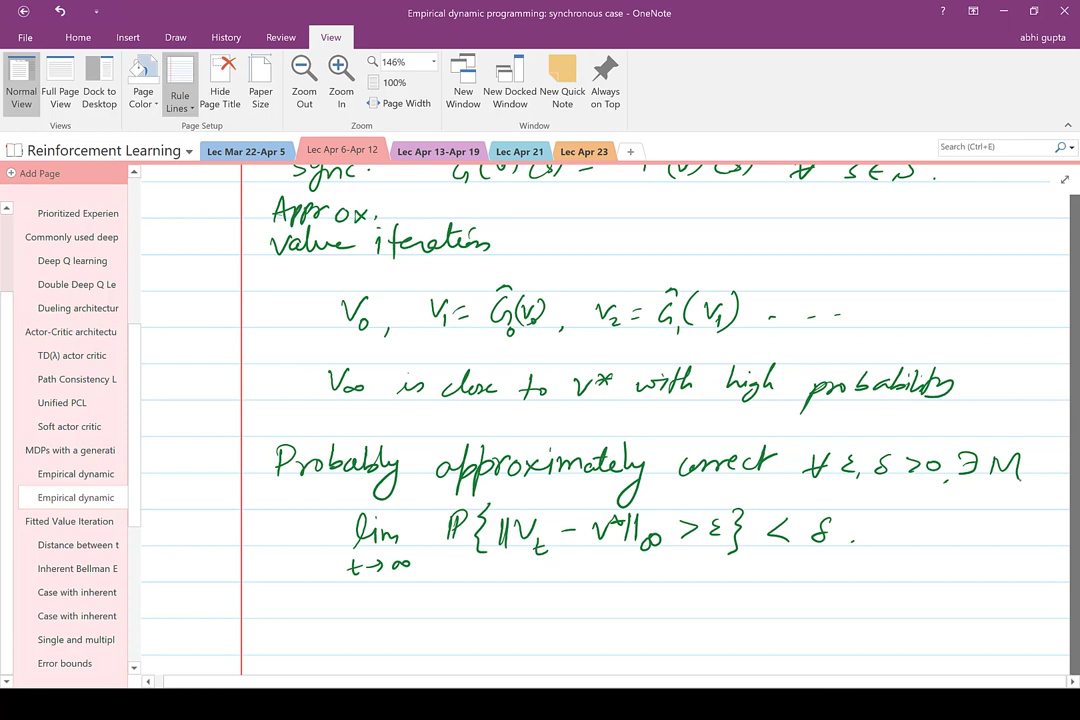 Empirical dynamic programming: synchronous case - OneNote
?
File Home Insert Draw History Review View abhi gupta
Normal View
Full Page View
Dock to Desktop
Page Color
Rule Lines
Hide Page Title
Paper Size
Zoom Out
Zoom In
146%
100%
Page Width
New Window
New Docked Window
New Quick Note
Always on Top
Views Page Setup Zoom Window
Reinforcement Learning Lec Mar 22-Apr 5 Lec Apr 6-Apr 12 Lec Apr 13-Apr 19 Lec Apr 21 Lec Apr 23 + Search (Ctrl+E)
Add Page
Prioritized Experien
Commonly used deep
Deep Q learning
Double Deep Q Le
Dueling architectur
Actor-Critic architectu
TD(λ) actor critic
Path Consistency L
Unified PCL
Soft actor critic
MDPs with a generati
Empirical dynamic
Empirical dynamic
Fitted Value Iteration
Distance between t
Inherent Bellman E
Case with inherent
Case with inherent
Single and multipl
Error bounds
Sync. ∀ s ∈ S.
Approx.
value iteration
V₀, V₁ = Ĝ₀(V₀), V₂ = Ĝ₁(V₁) . - - -
V∞ is close to V* with high probability
Probably approximately correct ∀ ε, δ > 0, ∃ M
lim t→∞ ℙ{‖V_t − V*‖∞ > ε} < δ.